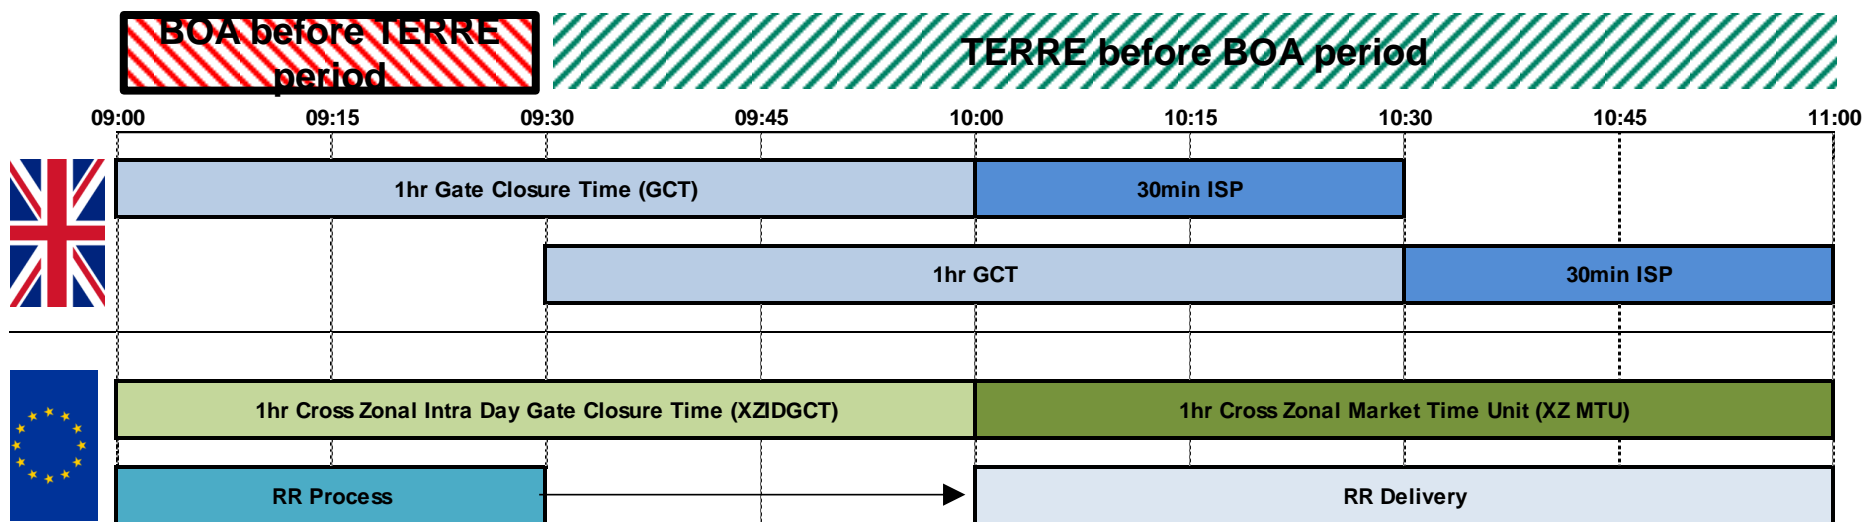 BOA before TERRE
period
TERRE before BOA period
09:00 09:15 09:30 09:45 10:00 10:15 10:30 10:45 11:00
1hr Gate Closure Time (GCT) 30min ISP
1hr GCT 30min ISP
1hr Cross Zonal Intra Day Gate Closure Time (XZIDGCT) 1hr Cross Zonal Market Time Unit (XZ MTU)
RR Process RR Delivery